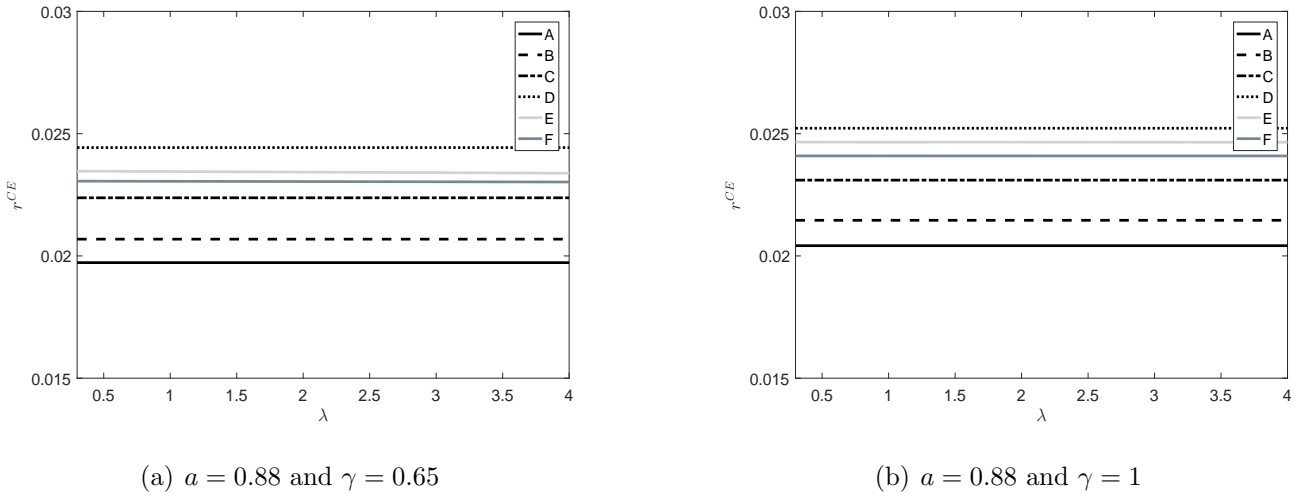 0.03
0.025
0.02
0.015
r^{CE}
0.5 1 1.5 2 2.5 3 3.5 4
λ
A
B
C
D
E
F
(a) a = 0.88 and γ = 0.65
0.03
0.025
0.02
0.015
r^{CE}
0.5 1 1.5 2 2.5 3 3.5 4
λ
A
B
C
D
E
F
(b) a = 0.88 and γ = 1